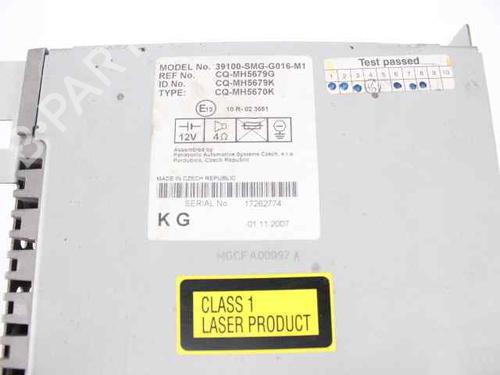 MODEL No. 39100-SMG-G016-M1
REF No. CQ-MH5679G
ID No. CQ-MH5679K
TYPE: CQ-MH5670K
E13 10 R- 02 3661
12V 4Ω
Assembled by
Panasonic Automotive Systems Czech, s.r.o
Pardubice, Czech Republic
MADE IN CZECH REPUBLIC
SERIAL No. 17262774
KG 01.11.2007
Test passed
1 2 3 4 5 6 7 8 9 10
MGCFA00997A
CLASS 1
LASER PRODUCT